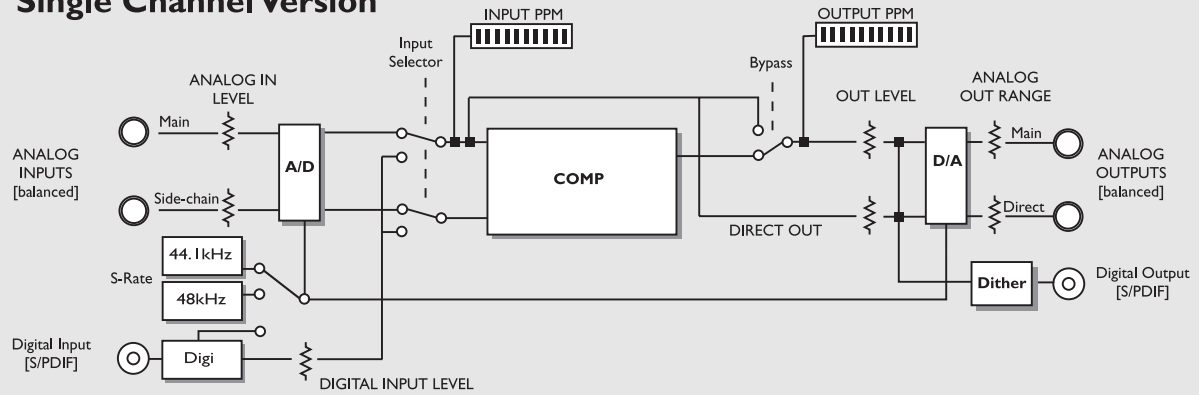 Single Channel Version
INPUT PPM
OUTPUT PPM
Input
Selector
Bypass
ANALOG IN
LEVEL
OUT LEVEL
ANALOG
OUT RANGE
Main
Main
ANALOG
INPUTS
[balanced]
A/D
COMP
D/A
ANALOG
OUTPUTS
[balanced]
Side-chain
Direct
DIRECT OUT
44.1kHz
S-Rate
48kHz
Dither
Digital Output
[S/PDIF]
Digital Input
[S/PDIF]
Digi
DIGITAL INPUT LEVEL